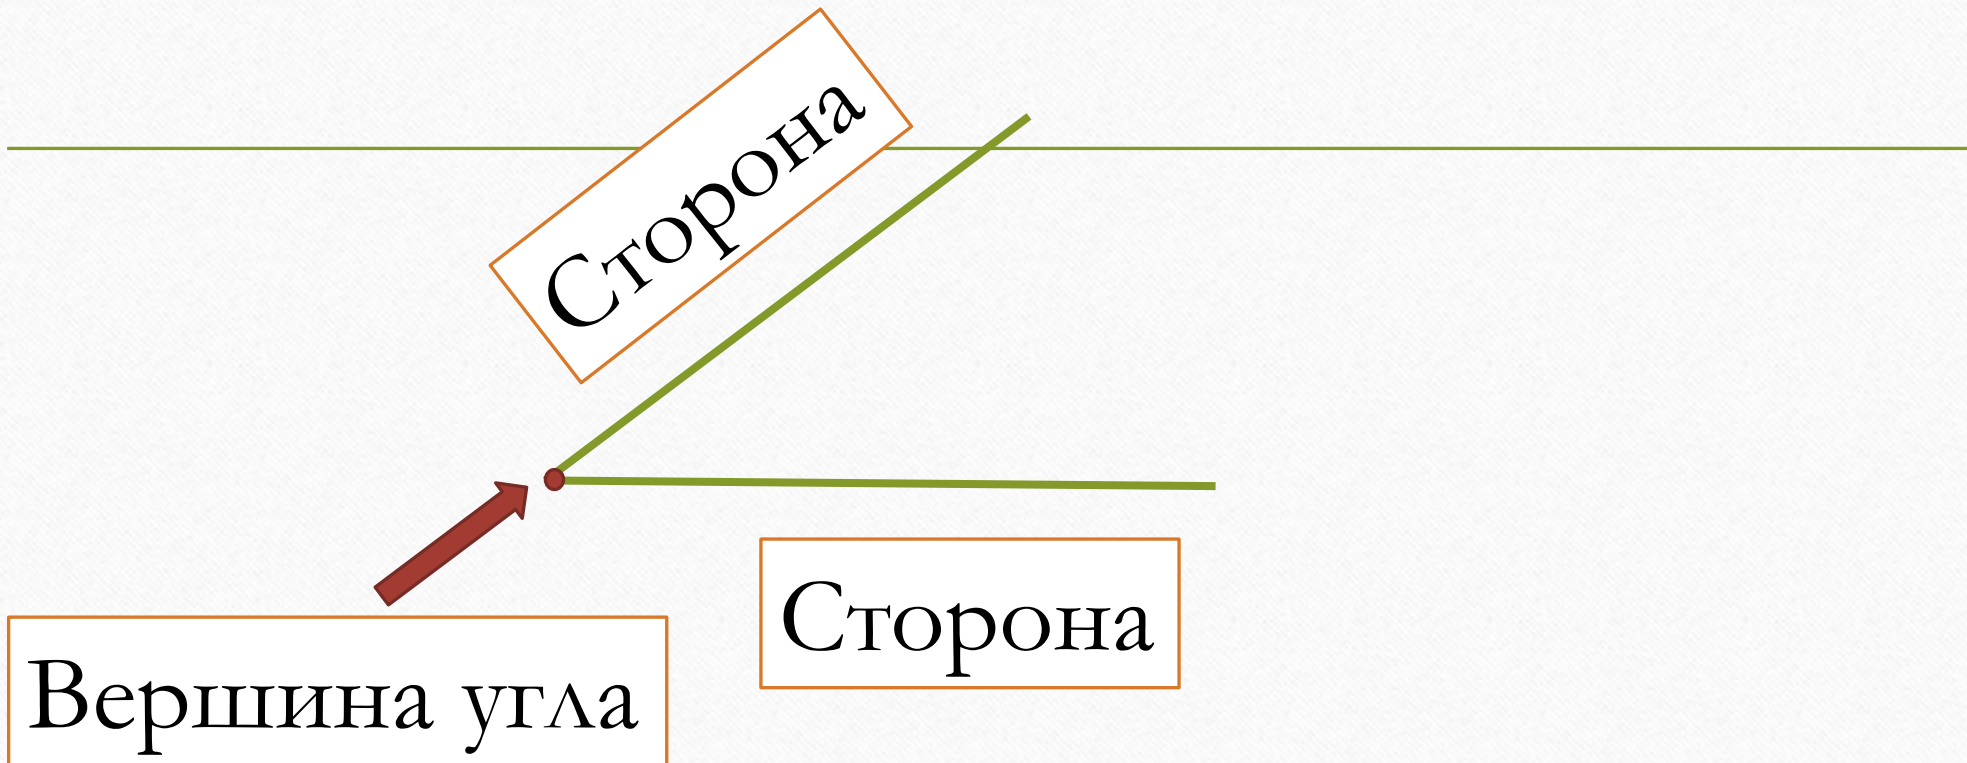 Сторона
Сторона
Вершина угла